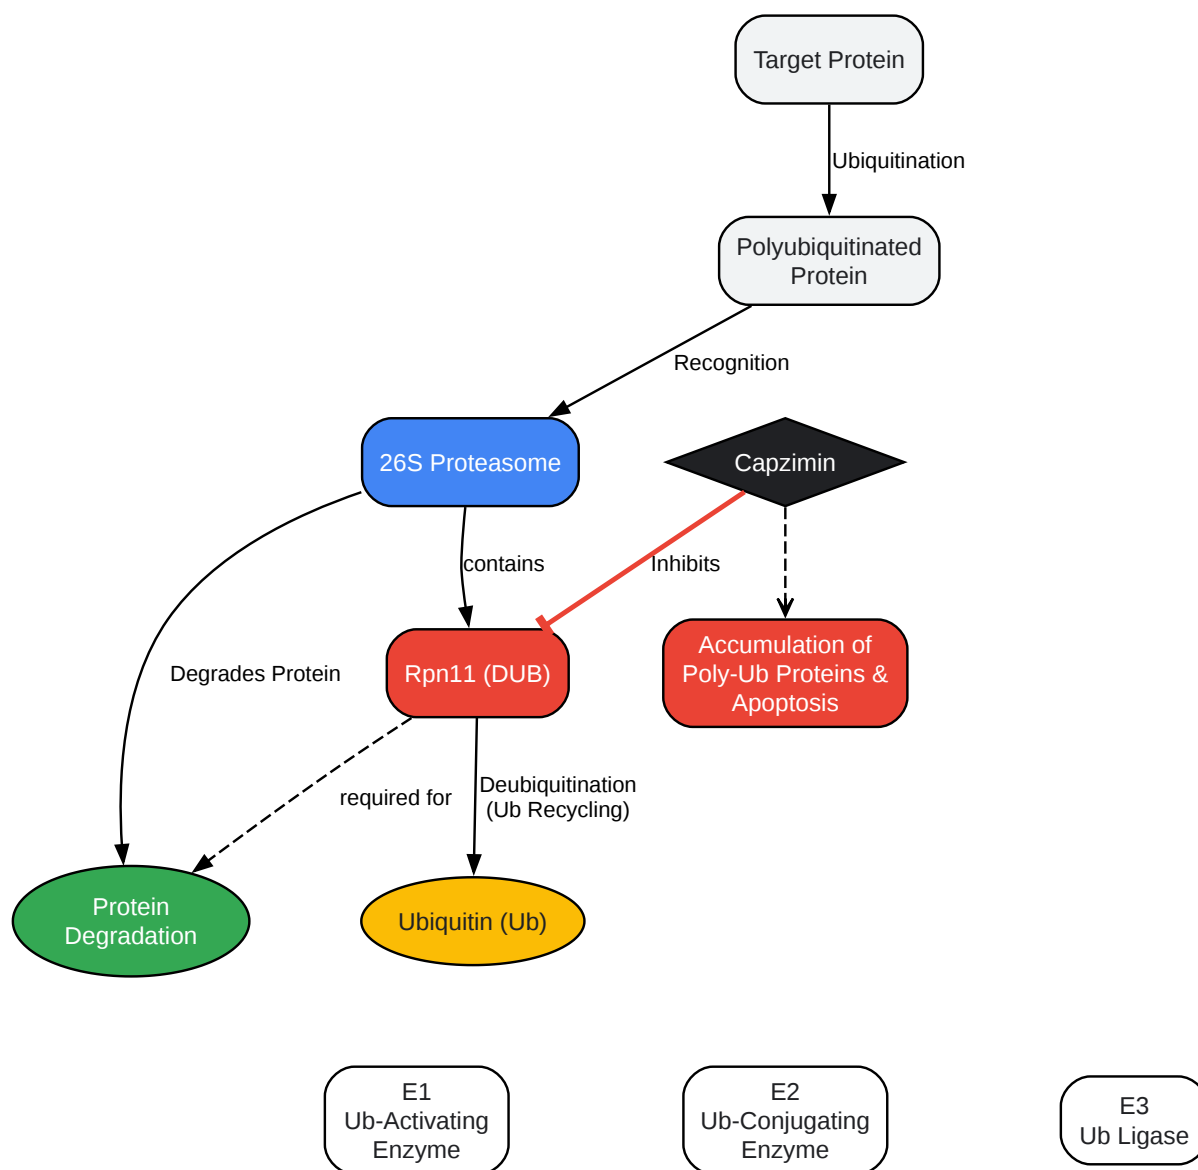 Target Protein
Ubiquitination
Polyubiquitinated
Protein
Recognition
26S Proteasome
Capzimin
contains
Inhibits
Degrades Protein
Rpn11 (DUB)
Accumulation of
Poly-Ub Proteins &
Apoptosis
required for
Deubiquitination
(Ub Recycling)
Protein
Degradation
Ubiquitin (Ub)
E1
Ub-Activating
Enzyme
E2
Ub-Conjugating
Enzyme
E3
Ub Ligase